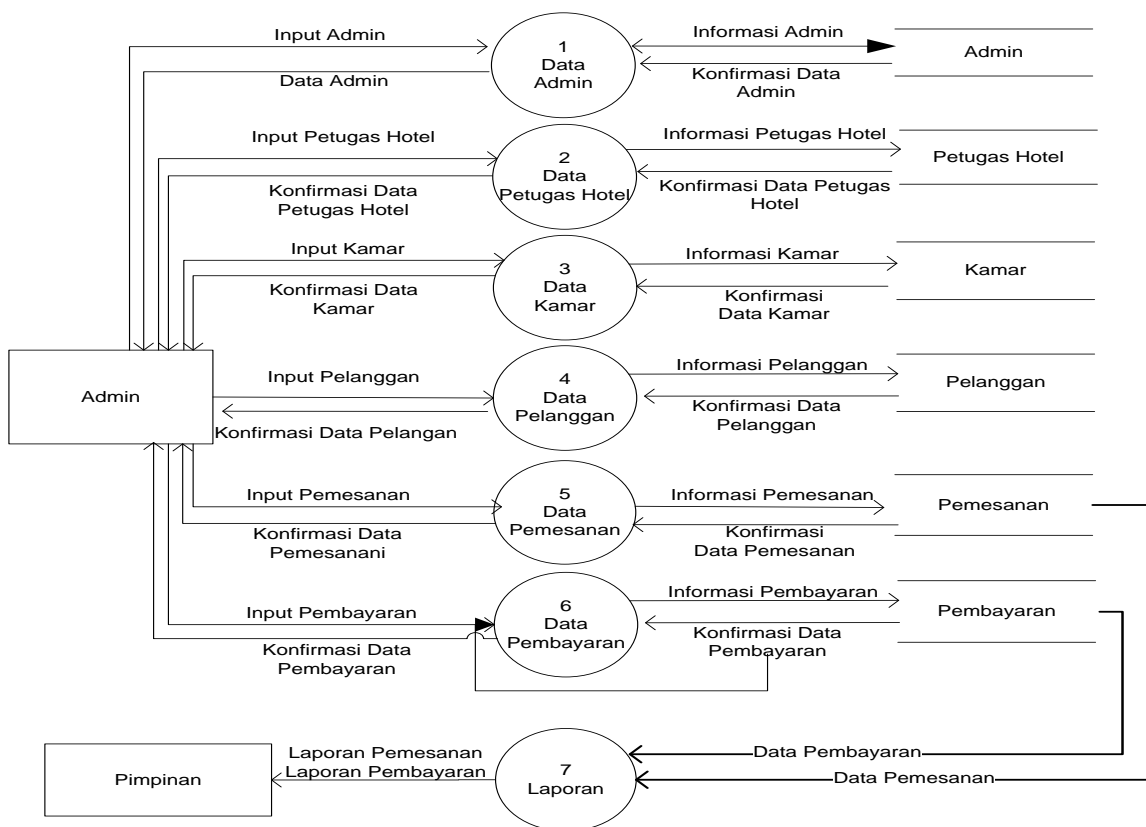 Input Admin
Data Admin
1
Data
Admin
Informasi Admin
Konfirmasi Data
Admin
Admin
Input Petugas Hotel
Konfirmasi Data
Petugas Hotel
2
Data
Petugas Hotel
Informasi Petugas Hotel
Konfirmasi Data Petugas
Hotel
Petugas Hotel
Input Kamar
Konfirmasi Data
Kamar
3
Data
Kamar
Informasi Kamar
Konfirmasi
Data Kamar
Kamar
Admin
Input Pelanggan
Konfirmasi Data Pelangan
4
Data
Pelanggan
Informasi Pelanggan
Konfirmasi Data
Pelanggan
Pelanggan
Input Pemesanan
Konfirmasi Data
Pemesanani
5
Data
Pemesanan
Informasi Pemesanan
Konfirmasi
Data Pemesanan
Pemesanan
Input Pembayaran
Konfirmasi Data
Pembayaran
6
Data
Pembayaran
Informasi Pembayaran
Konfirmasi Data
Pembayaran
Pembayaran
Pimpinan
Laporan Pemesanan
Laporan Pembayaran
7
Laporan
Data Pembayaran
Data Pemesanan